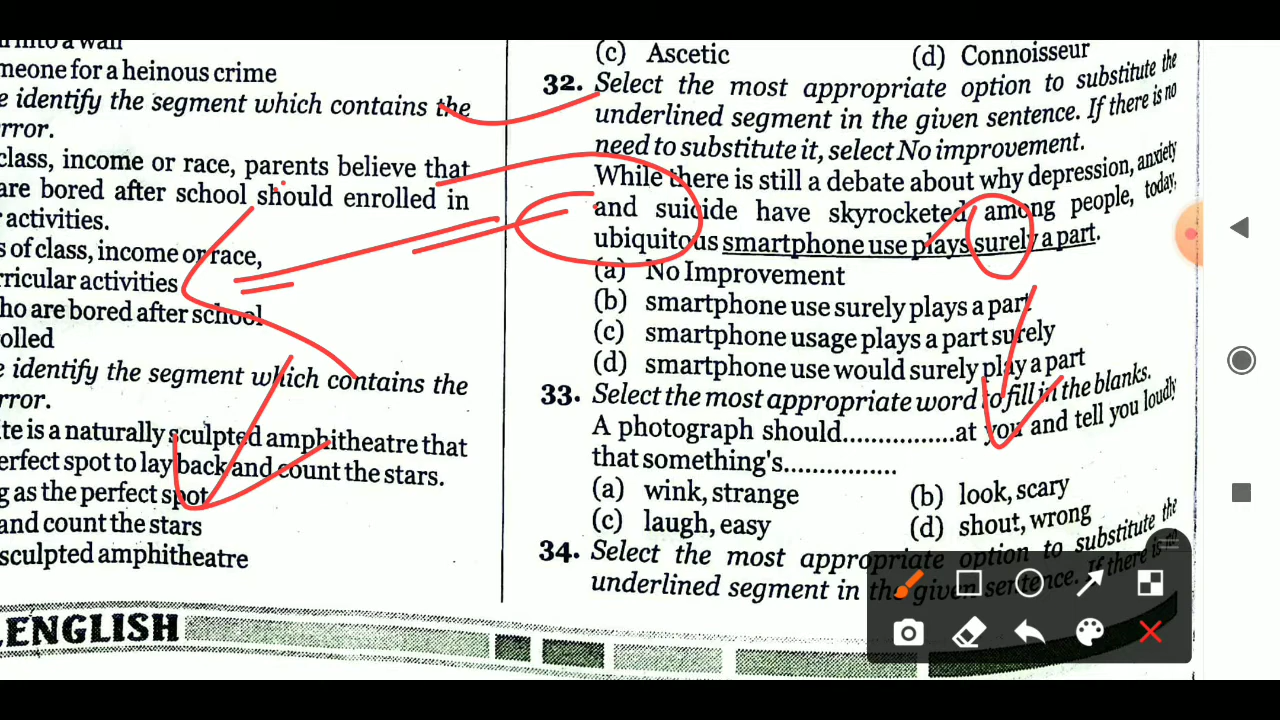 into a wall
meone for a heinous crime
e identify the segment which contains the
rror.
class, income or race, parents believe that
are bored after school should enrolled in
activities.
s of class, income or race,
rricular activities
ho are bored after school
olled
e identify the segment which contains the
rror.
te is a naturally sculpted amphitheatre that
erfect spot to lay back and count the stars.
g as the perfect spot
and count the stars
sculpted amphitheatre
ENGLISH
(c) Ascetic (d) Connoisseur
32. Select the most appropriate option to substitute the
underlined segment in the given sentence. If there is no
need to substitute it, select No improvement.
While there is still a debate about why depression, anxiety
and suicide have skyrocketed among people, today,
ubiquitous smartphone use plays surely a part.
(a) No Improvement
(b) smartphone use surely plays a part
(c) smartphone usage plays a part surely
(d) smartphone use would surely play a part
33. Select the most appropriate word to fill in the blanks.
A photograph should...............at you and tell you loudly
that something's................
(a) wink, strange (b) look, scary
(c) laugh, easy (d) shout, wrong
34. Select the most appropriate option to substitute the
underlined segment in the given sentence. If there is no